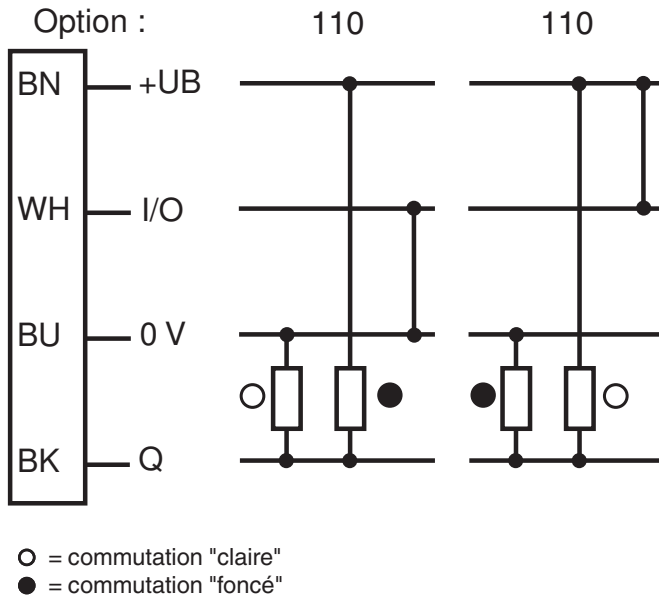 Option : 110 110
BN +UB
WH I/O
BU 0 V
BK Q
= commutation "claire"
= commutation "foncé"